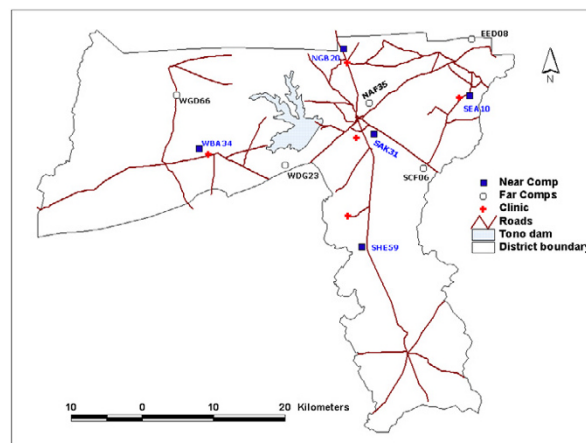 EED08
NGB20
N
NAF35
WGD66
SEA10
SAK31
WBA34
WDG23
SCF06
Near Comp
Far Comps
Clinic
Roads
Tono dam
District boundary
SHE59
10 0 10 20 Kilometers